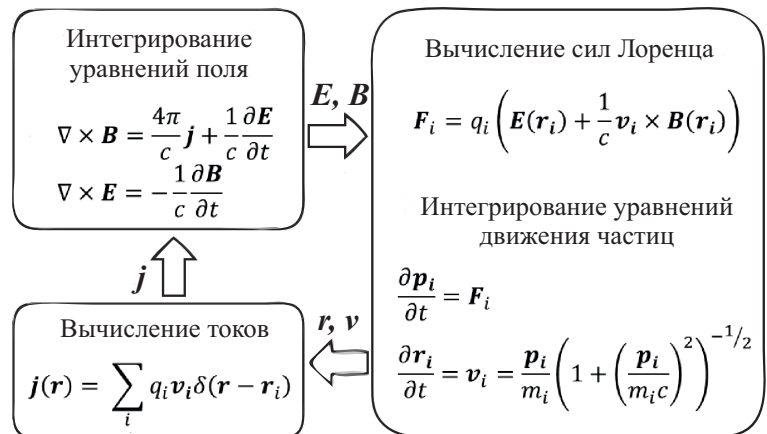 Интегрирование
уравнений поля
∇ × B = 4π/c j + 1/c ∂E/∂t
∇ × E = −1/c ∂B/∂t
E, B
Вычисление сил Лоренца
F_i = q_i (E(r_i) + 1/c v_i × B(r_i))
Интегрирование уравнений
движения частиц
∂p_i/∂t = F_i
∂r_i/∂t = v_i = p_i/m_i (1 + (p_i/m_i c)^2)^(−1/2)
r, v
Вычисление токов
j(r) = ∑_i q_i v_i δ(r − r_i)
j